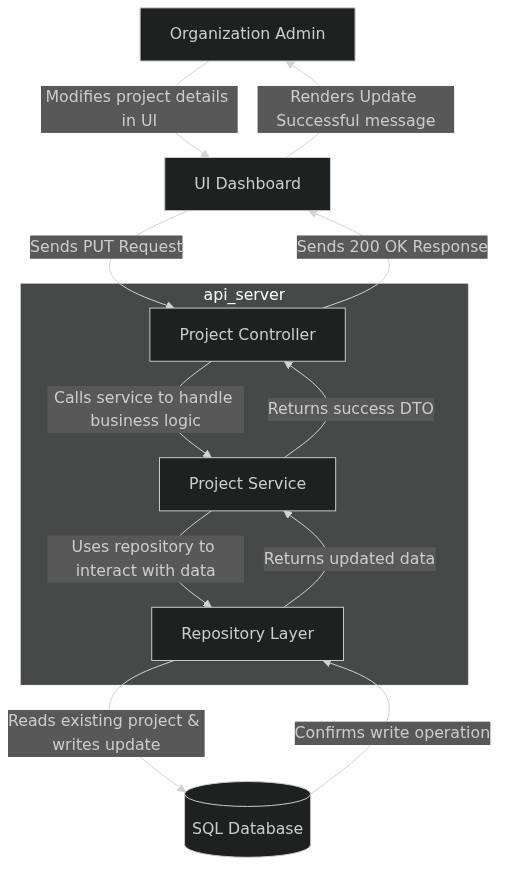 Organization Admin
Modifies project details
in UI
Renders Update
Successful message
UI Dashboard
Sends PUT Request
Sends 200 OK Response
api_server
Project Controller
Calls service to handle
business logic
Returns success DTO
Project Service
Uses repository to
interact with data
Returns updated data
Repository Layer
Reads existing project &
writes update
Confirms write operation
SQL Database